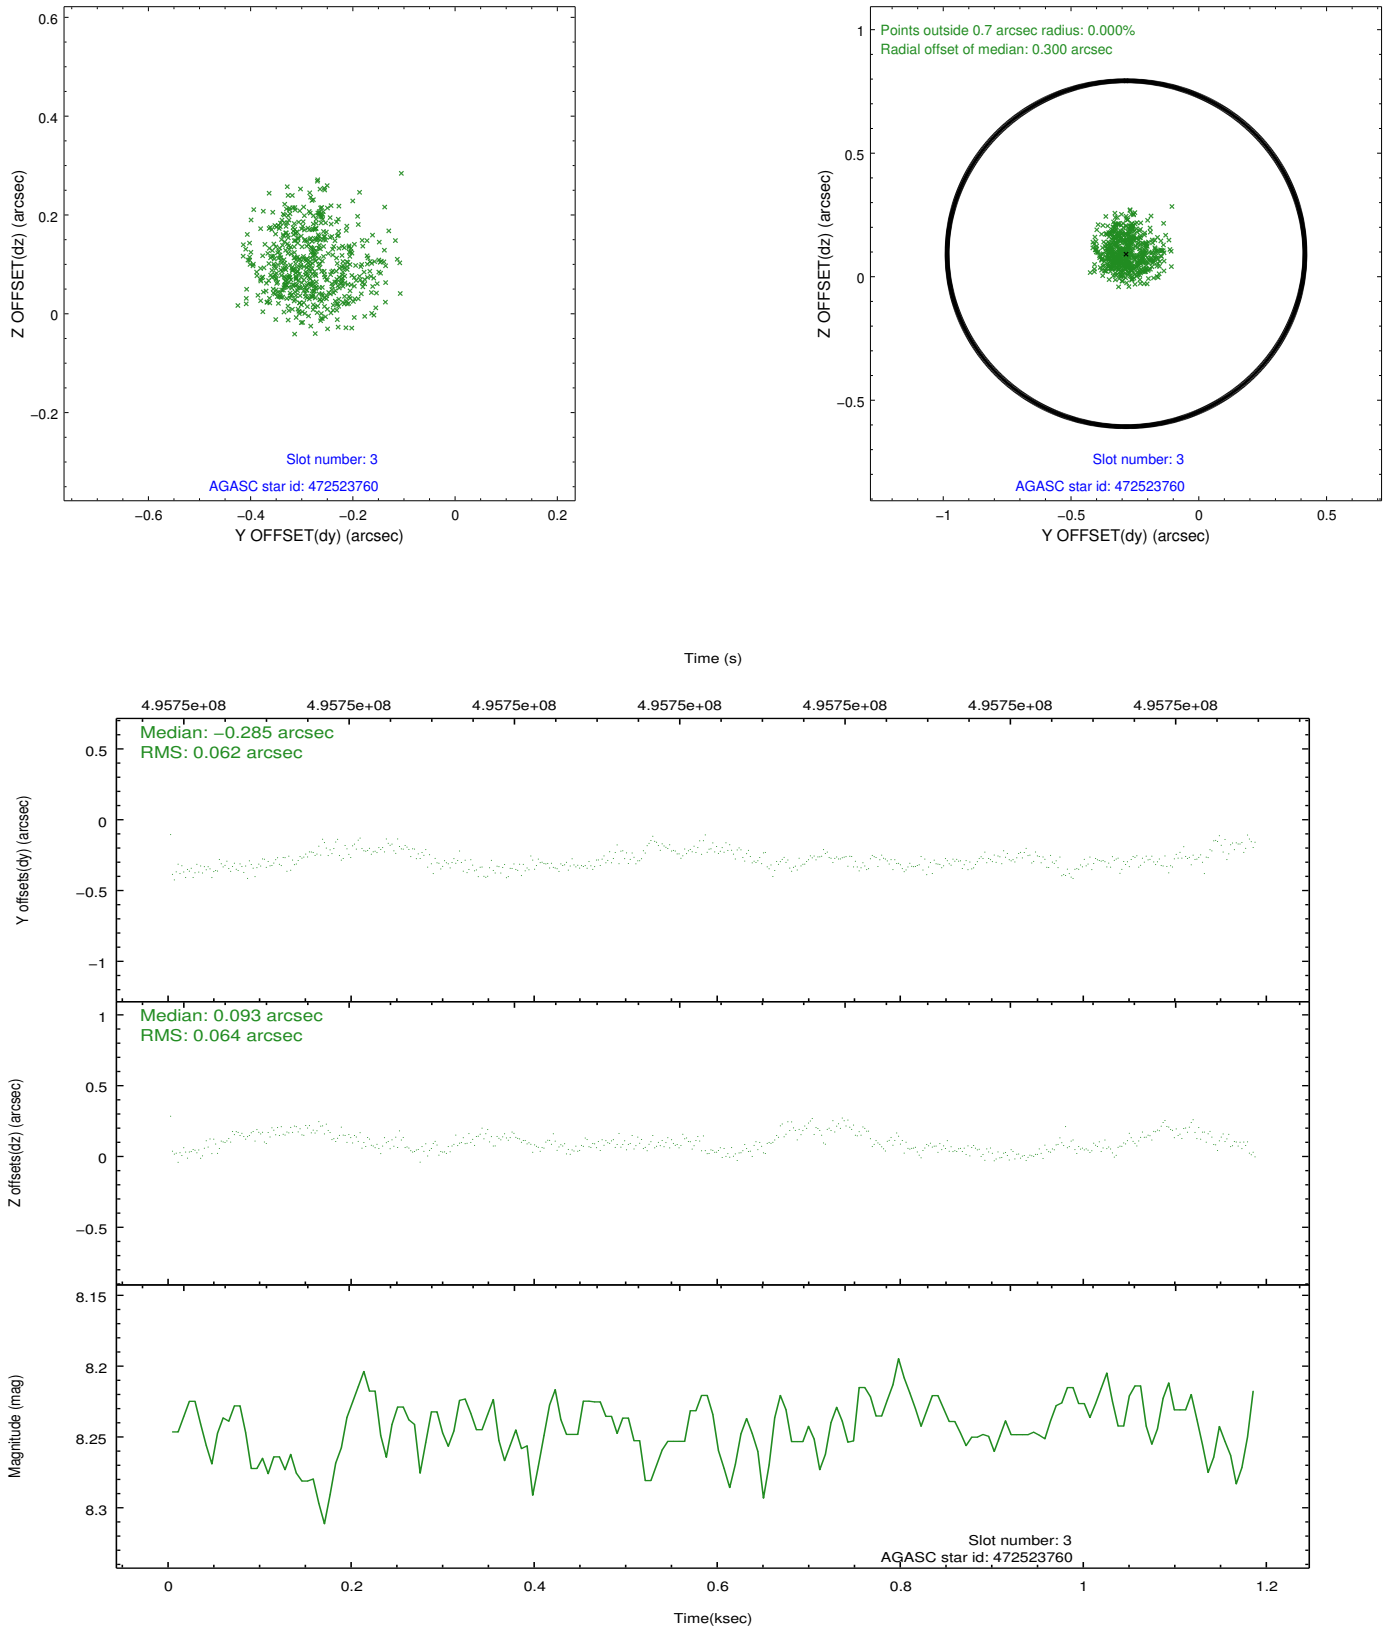 0.6
0.4
0.2
0
−0.2
−0.6
−0.4
−0.2
0
0.2
Z OFFSET(dz) (arcsec)
Y OFFSET(dy) (arcsec)
Slot number: 3
AGASC star id: 472523760
Points outside 0.7 arcsec radius: 0.000%
Radial offset of median: 0.300 arcsec
1
0.5
0
−0.5
−1
−0.5
0
0.5
Z OFFSET(dz) (arcsec)
Y OFFSET(dy) (arcsec)
Slot number: 3
AGASC star id: 472523760
Time (s)
4.9575e+08 4.9575e+08 4.9575e+08 4.9575e+08 4.9575e+08 4.9575e+08 4.9575e+08
Median: −0.285 arcsec
RMS: 0.062 arcsec
0.5
0
−0.5
−1
Y offsets(dy) (arcsec)
Median: 0.093 arcsec
RMS: 0.064 arcsec
1
0.5
0
−0.5
Z offsets(dz) (arcsec)
8.15
8.2
8.25
8.3
Magnitude (mag)
Slot number: 3
AGASC star id: 472523760
0 0.2 0.4 0.6 0.8 1 1.2
Time(ksec)